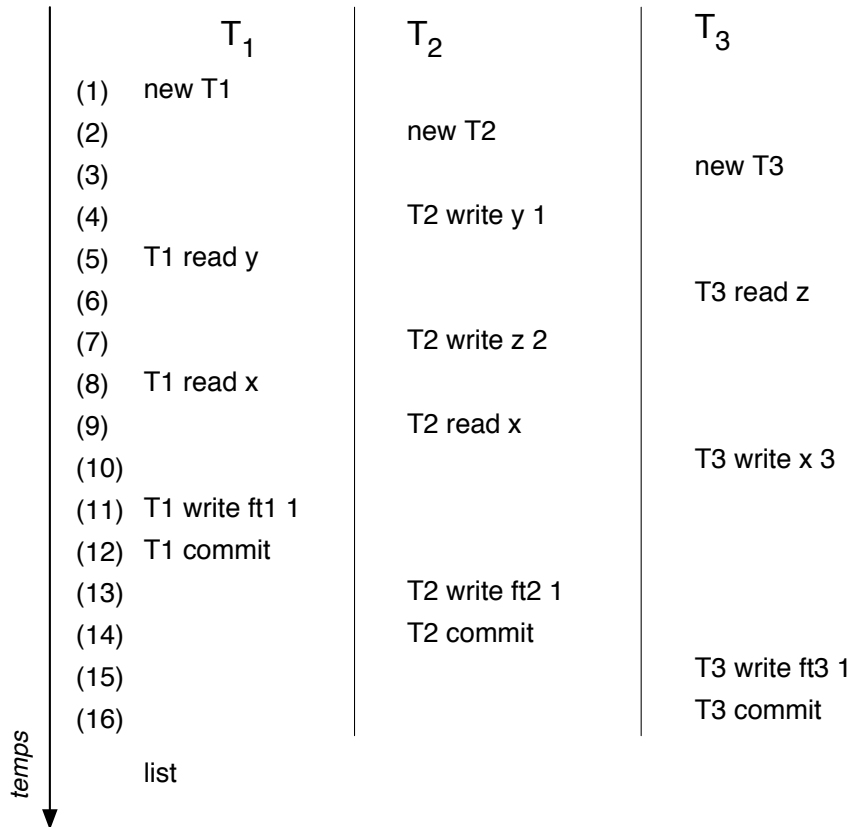 T1 T2 T3
(1) new T1
(2) new T2
(3) new T3
(4) T2 write y 1
(5) T1 read y
(6) T3 read z
(7) T2 write z 2
(8) T1 read x
(9) T2 read x
(10) T3 write x 3
(11) T1 write ft1 1
(12) T1 commit
(13) T2 write ft2 1
(14) T2 commit
(15) T3 write ft3 1
(16) T3 commit
list
temps